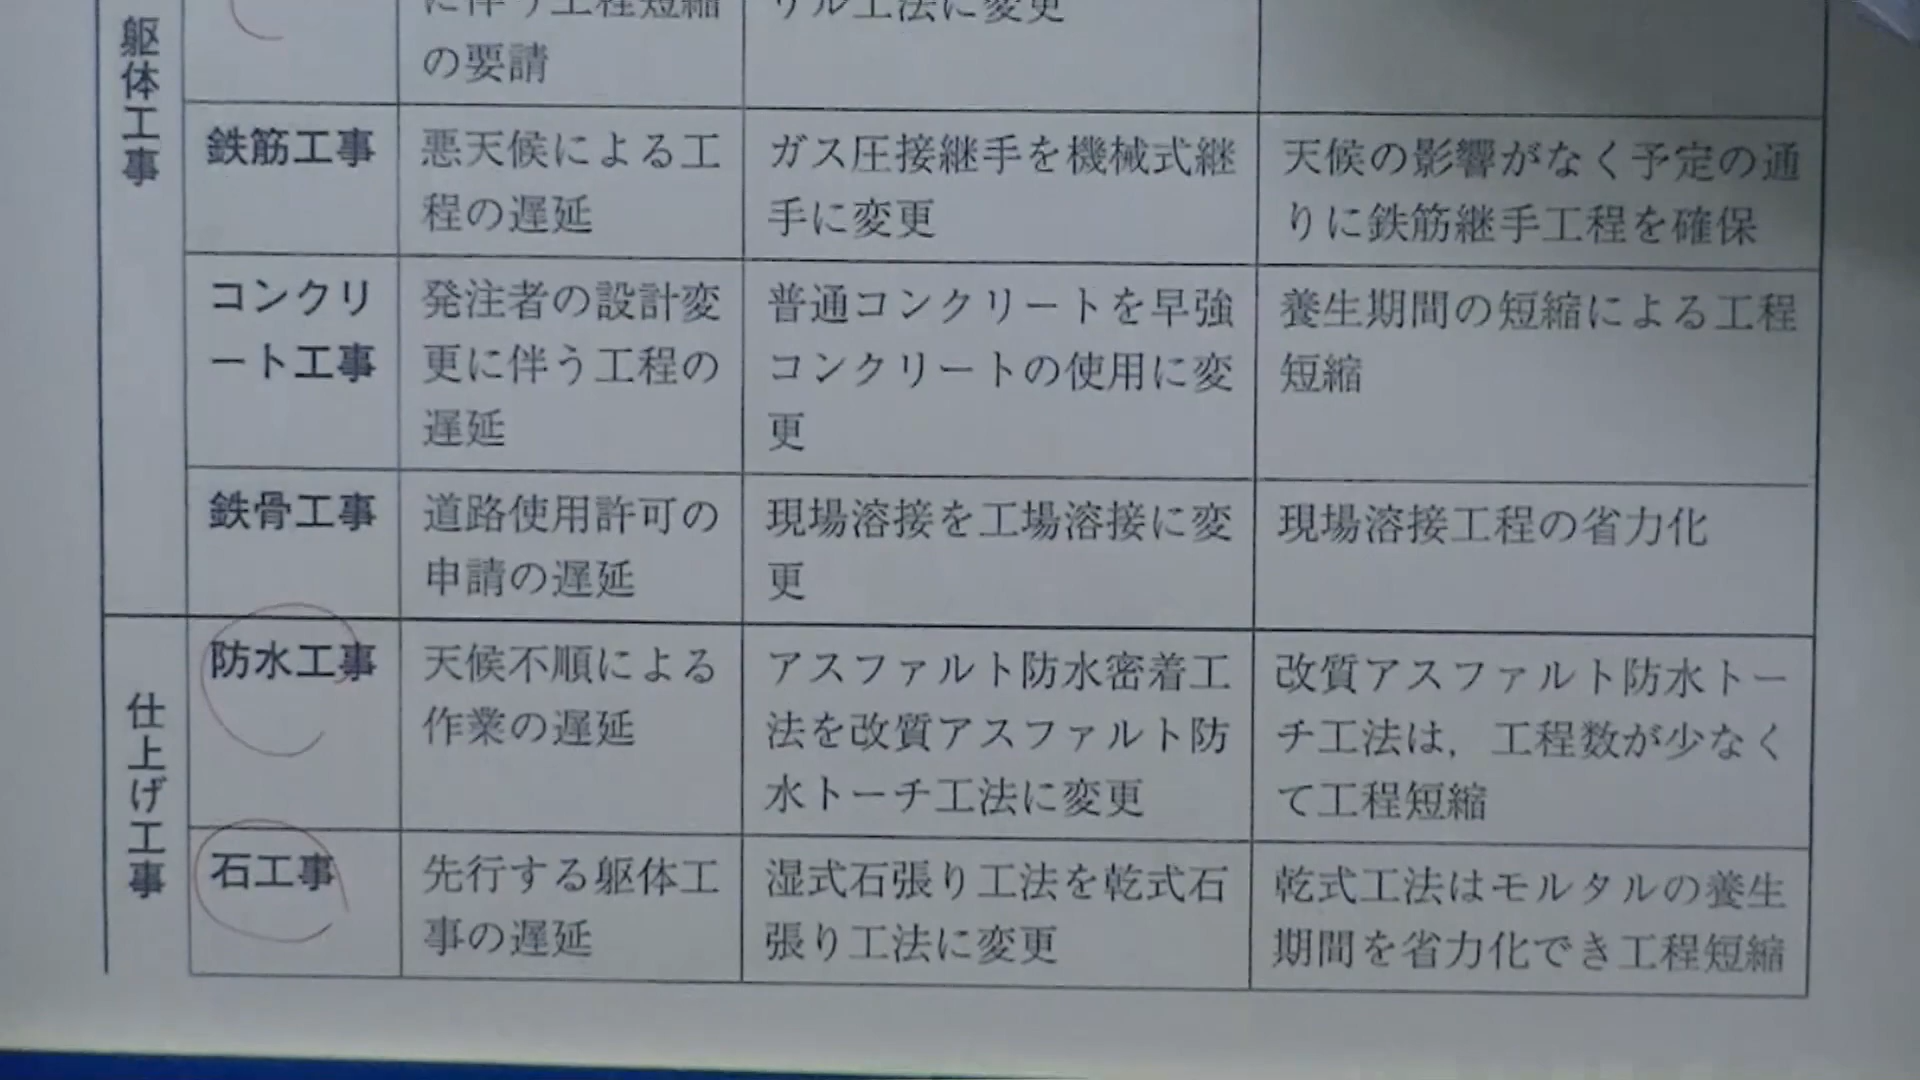 躯体工事
に伴う工程短縮
の要請
リル工法に変更
鉄筋工事
悪天候による工
程の遅延
ガス圧接継手を機械式継
手に変更
天候の影響がなく予定の通
りに鉄筋継手工程を確保
コンクリ
ート工事
発注者の設計変
更に伴う工程の
遅延
普通コンクリートを早強
コンクリートの使用に変
更
養生期間の短縮による工程
短縮
鉄骨工事
道路使用許可の
申請の遅延
現場溶接を工場溶接に変
更
現場溶接工程の省力化
仕上げ工事
防水工事
天候不順による
作業の遅延
アスファルト防水密着工
法を改質アスファルト防
水トーチ工法に変更
改質アスファルト防水トー
チ工法は，工程数が少なく
て工程短縮
石工事
先行する躯体工
事の遅延
湿式石張り工法を乾式石
張り工法に変更
乾式工法はモルタルの養生
期間を省力化でき工程短縮